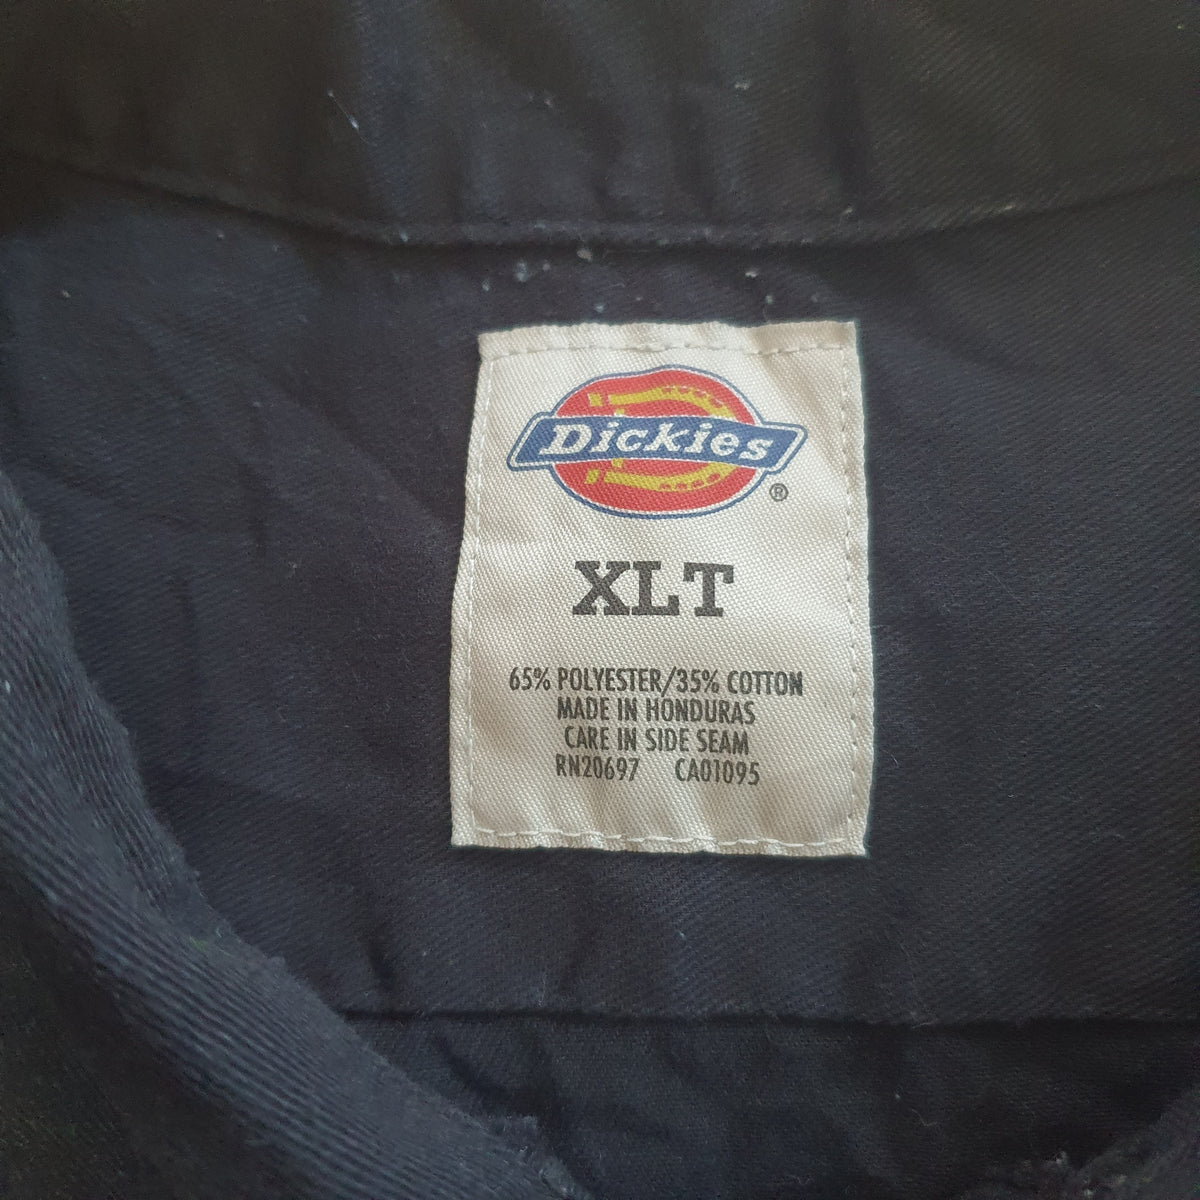 Dickies
®
XLT
65% POLYESTER/35% COTTON
MADE IN HONDURAS
CARE IN SIDE SEAM
RN20697 CA01095